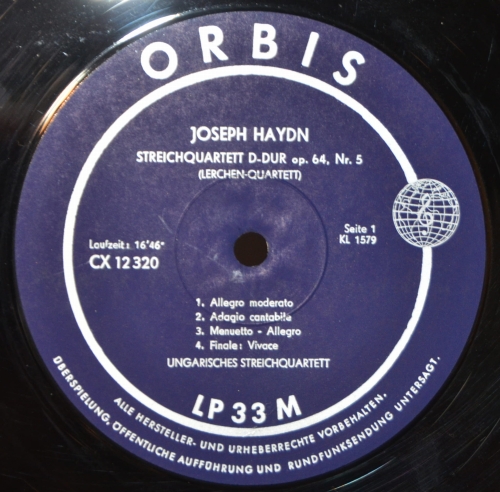 ORBIS
JOSEPH HAYDN
STREICHQUARTETT D-DUR op. 64, Nr. 5
(LERCHEN-QUARTETT)
Laufzeit: 16'46"
CX 12 320
Seite 1
KL 1579
1. Allegro moderato
2. Adagio cantabile
3. Menuetto - Allegro
4. Finale: Vivace
UNGARISCHES STREICHQUARTETT
LP 33 M
ALLE HERSTELLER- UND URHEBERRECHTE VORBEHALTEN.
ÜBERSPIELUNG, ÖFFENTLICHE AUFFÜHRUNG UND RUNDFUNKSENDUNG UNTERSAGT.